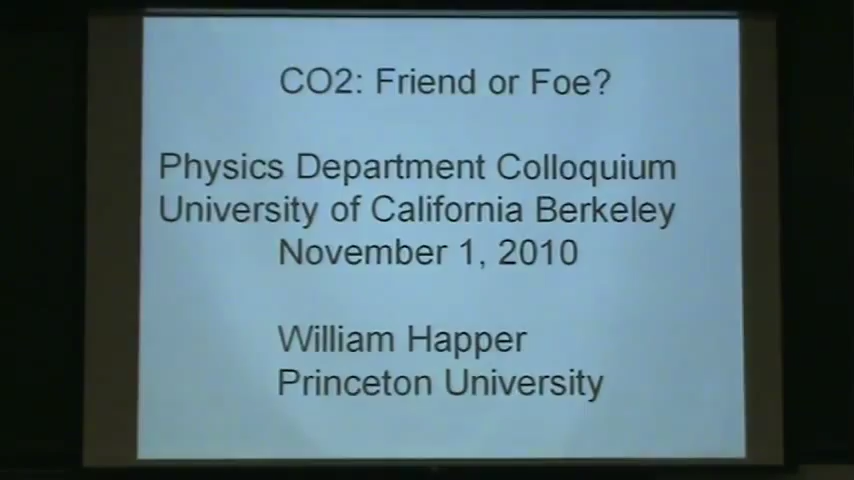 CO2: Friend or Foe?
Physics Department Colloquium
University of California Berkeley
November 1, 2010
William Happer
Princeton University